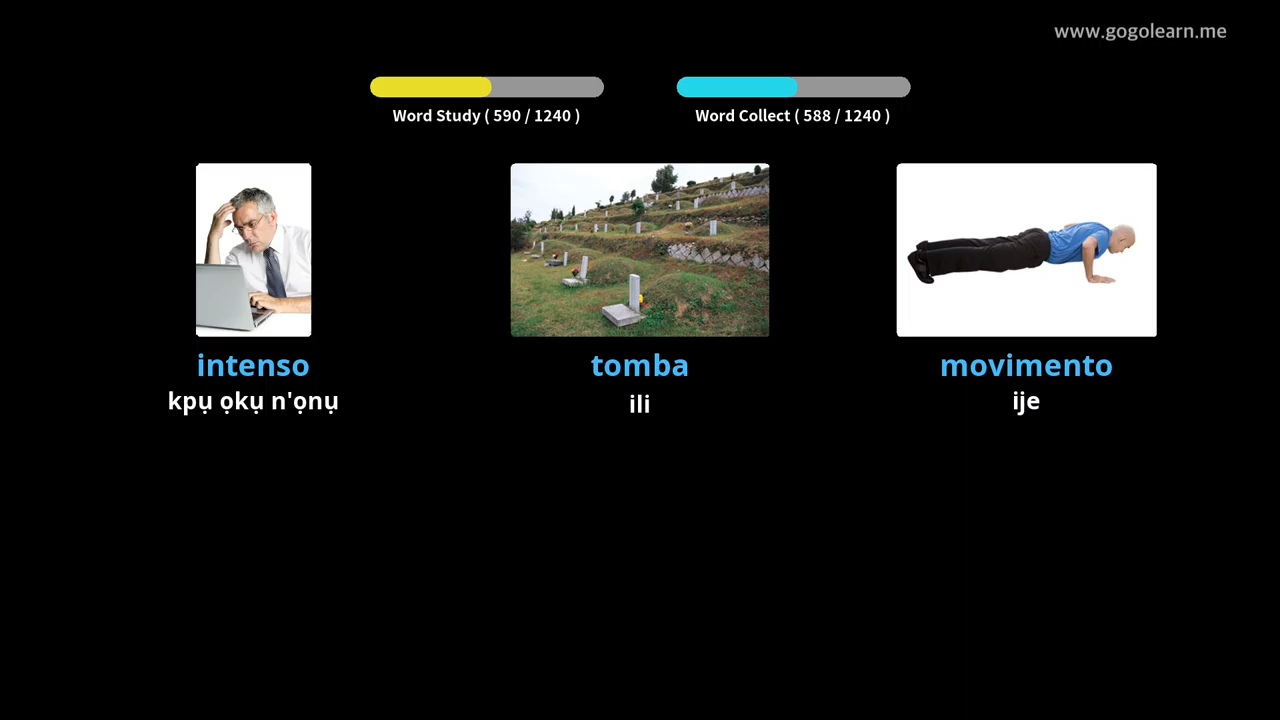 www.gogolearn.me
Word Study ( 590 / 1240 )
Word Collect ( 588 / 1240 )
intenso
kpụ ọkụ n'ọnụ
tomba
ili
movimento
ije